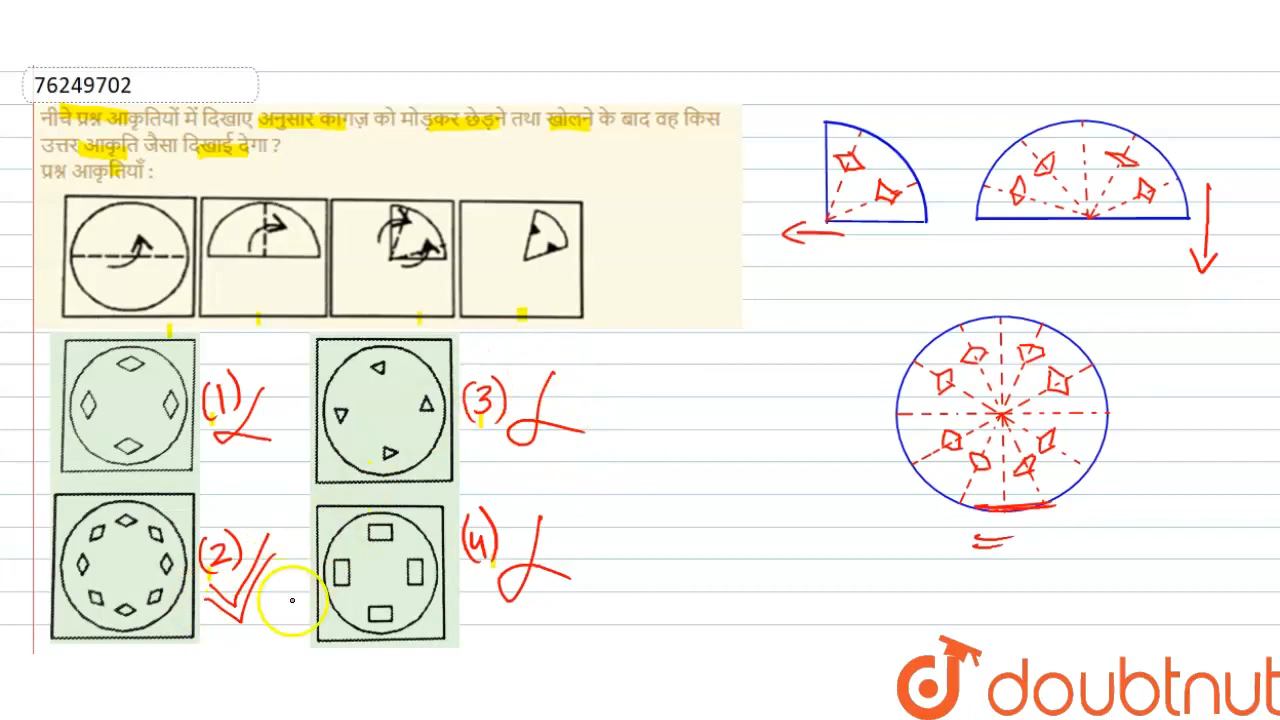 76249702
नीचे प्रश्न आकृतियों में दिखाए अनुसार कागज़ को मोड़कर छेड़ने तथा खोलने के बाद वह किस
उत्तर आकृति जैसा दिखाई देगा ?
प्रश्न आकृतियाँ :
(1)
(3)
(2)
(4)
doubtnut